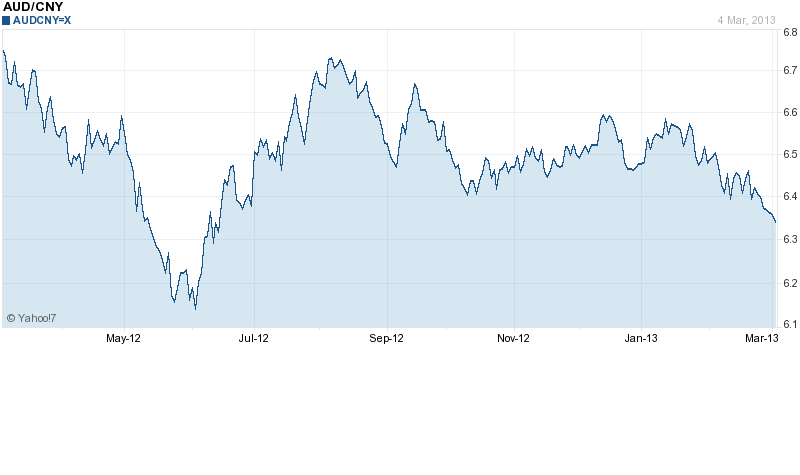 AUD/CNY
AUDCNY=X
4 Mar, 2013
6.8
6.7
6.6
6.5
6.4
6.3
6.2
6.1
© Yahoo!7
May-12 Jul-12 Sep-12 Nov-12 Jan-13 Mar-13